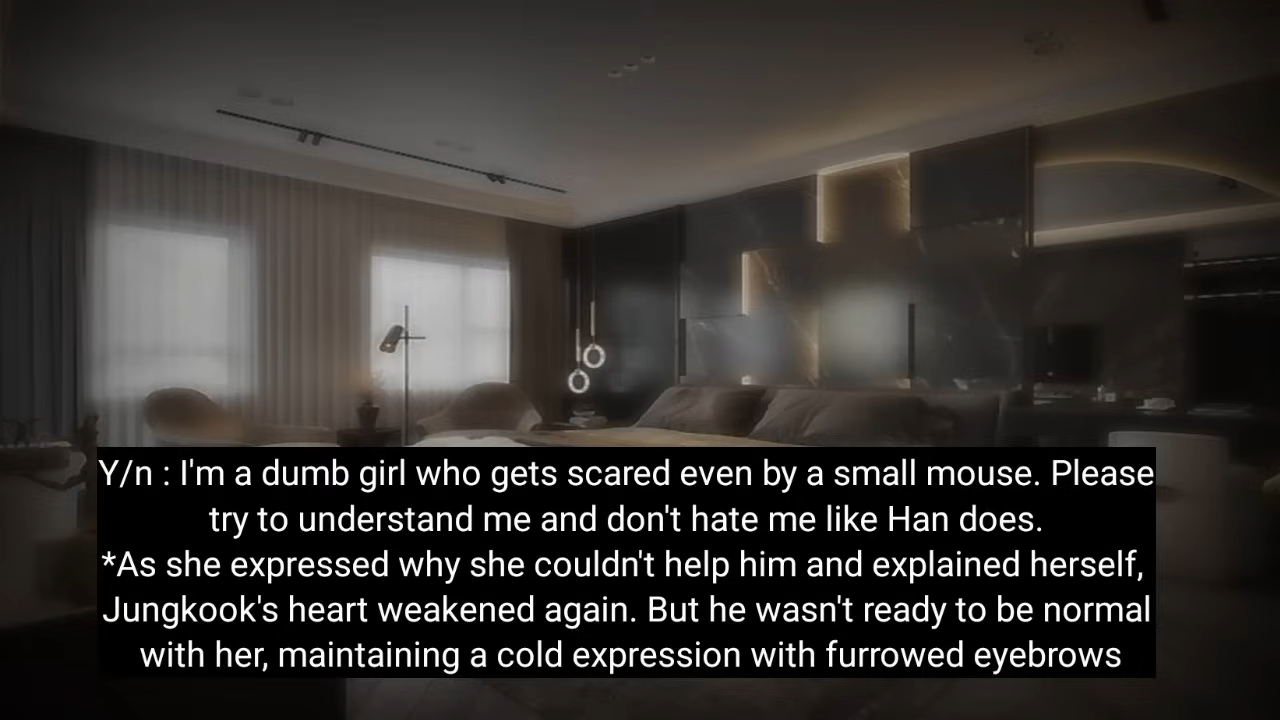 Y/n : I'm a dumb girl who gets scared even by a small mouse. Please
try to understand me and don't hate me like Han does.
*As she expressed why she couldn't help him and explained herself,
Jungkook's heart weakened again. But he wasn't ready to be normal
with her, maintaining a cold expression with furrowed eyebrows